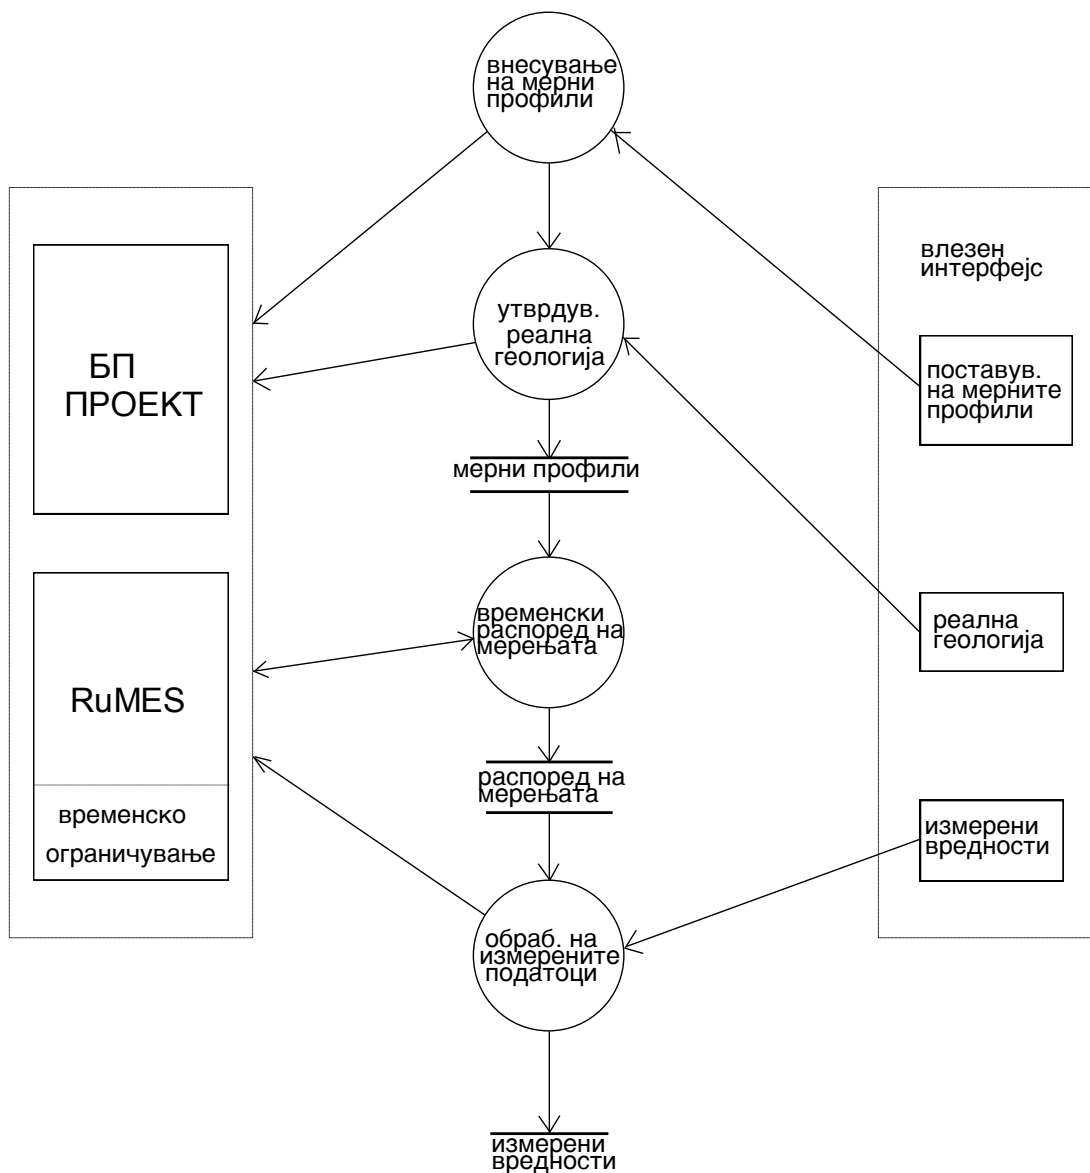 внесување
на мерни
профили
влезен
интерфејс
утврдув.
реална
геологија
БП
ПРОЕКТ
поставув.
на мерните
профили
мерни профили
временски
распоред на
мерењата
реална
геологија
RuMES
распоред на
мерењата
временско
ограничување
измерени
вредности
обраб. на
измерените
податоци
измерени
вредности